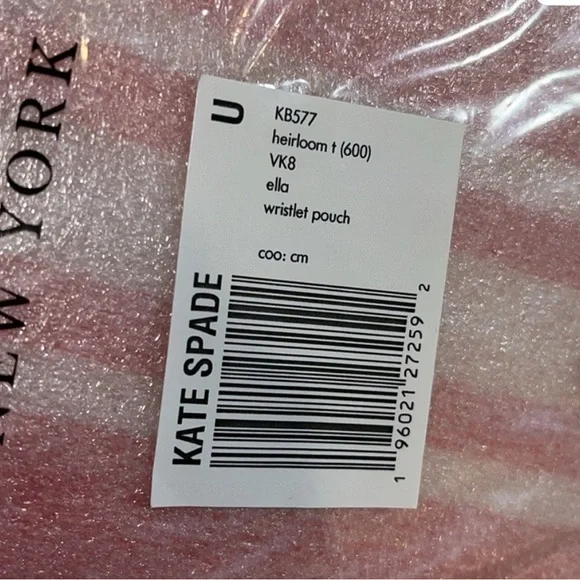 NEW YORK
U
KB577
heirloom t (600)
VK8
ella
wristlet pouch
coo: cm
KATE SPADE
1 96021 27259 2